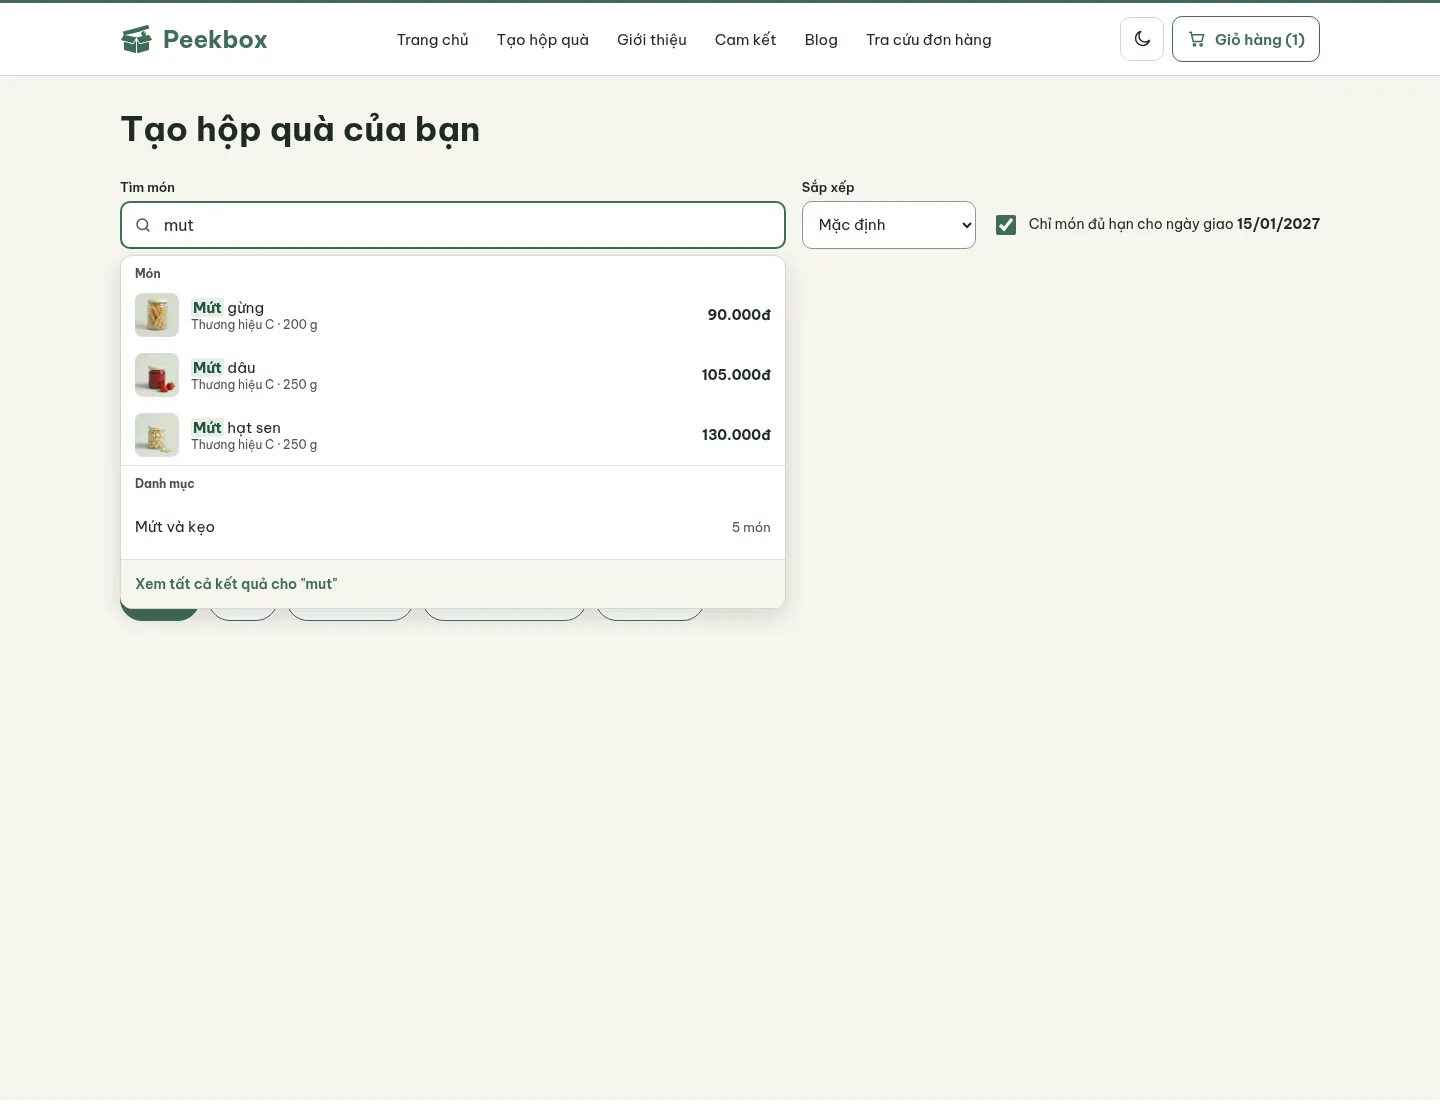 Peekbox
Trang chủ
Tạo hộp quà
Giới thiệu
Cam kết
Blog
Tra cứu đơn hàng
Giỏ hàng (1)
Tạo hộp quà của bạn
Tìm món
mut
Sắp xếp
Mặc định
Chỉ món đủ hạn cho ngày giao 15/01/2027
Món
Mứt gừng
Thương hiệu C · 200 g
90.000đ
Mứt dâu
Thương hiệu C · 250 g
105.000đ
Mứt hạt sen
Thương hiệu C · 250 g
130.000đ
Danh mục
Mứt và kẹo
5 món
Xem tất cả kết quả cho "mut"